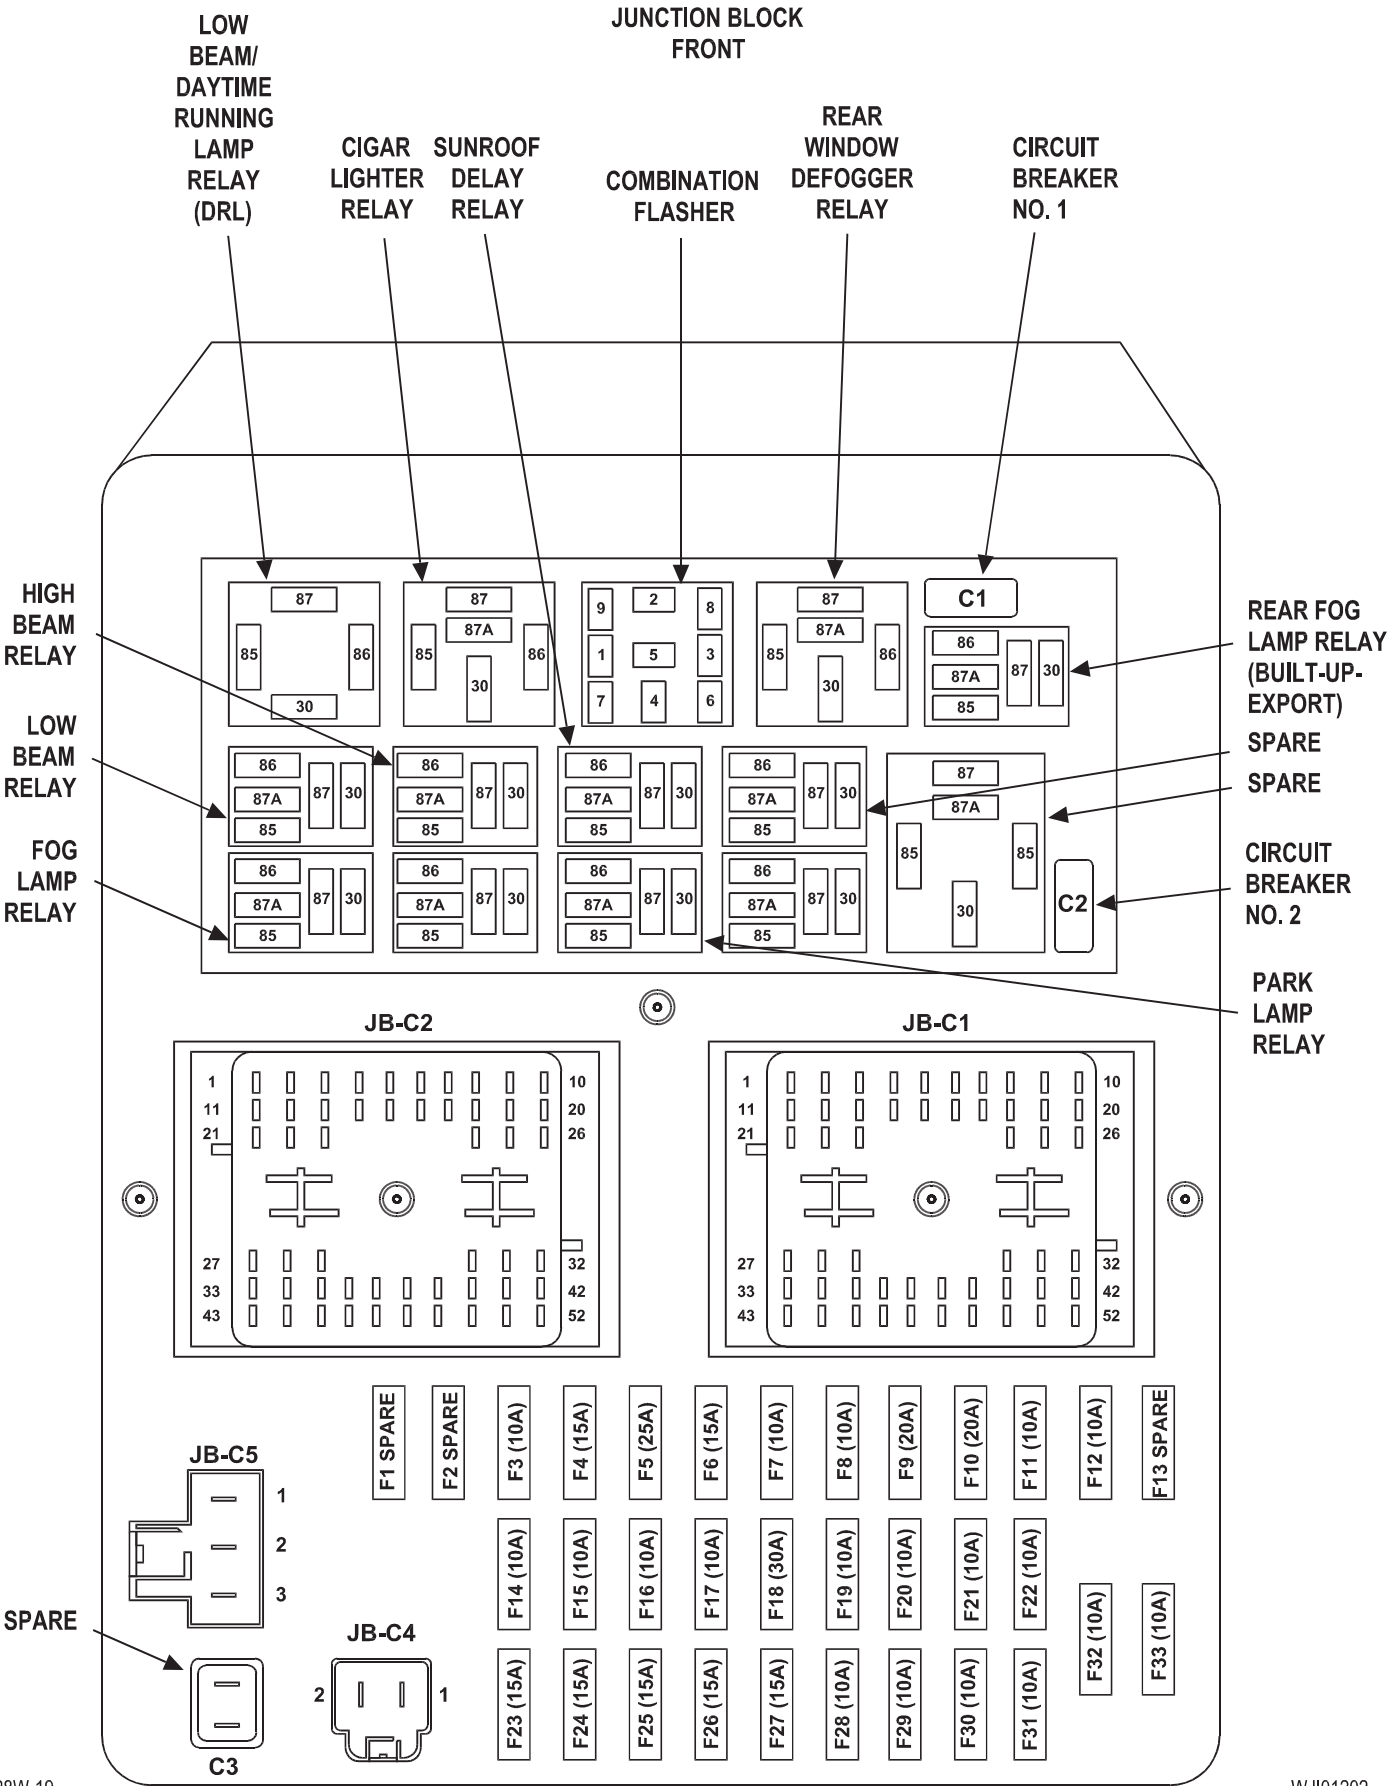 JUNCTION BLOCK
FRONT
LOW
BEAM/
DAYTIME
RUNNING
LAMP
RELAY
(DRL)
CIGAR
LIGHTER
RELAY
SUNROOF
DELAY
RELAY
COMBINATION
FLASHER
REAR
WINDOW
DEFOGGER
RELAY
CIRCUIT
BREAKER
NO. 1
HIGH
BEAM
RELAY
LOW
BEAM
RELAY
FOG
LAMP
RELAY
REAR FOG
LAMP RELAY
(BUILT-UP-
EXPORT)
SPARE
SPARE
CIRCUIT
BREAKER
NO. 2
PARK
LAMP
RELAY
87
85 86
30
87
87A
85 86
30
9 2 8
1 5 3
7 4 6
87
87A
85 86
30
C1
86
87A 87 30
85
86
87A 87 30
85
86
87A 87 30
85
86
87A 87 30
85
86
87A 87 30
85
87
87A
85 85
30
C2
86
87A 87 30
85
86
87A 87 30
85
86
87A 87 30
85
86
87A 87 30
85
JB-C2
1 10
11 20
21 26
27 32
33 42
43 52
JB-C1
1 10
11 20
21 26
27 32
33 42
43 52
F1 SPARE
F2 SPARE
F3 (10A)
F4 (15A)
F5 (25A)
F6 (15A)
F7 (10A)
F8 (10A)
F9 (20A)
F10 (20A)
F11 (10A)
F12 (10A)
F13 SPARE
JB-C5
1
2
3
F14 (10A)
F15 (10A)
F16 (10A)
F17 (10A)
F18 (30A)
F19 (10A)
F20 (10A)
F21 (10A)
F22 (10A)
F32 (10A)
F33 (10A)
SPARE
C3
JB-C4
2 1
F23 (15A)
F24 (15A)
F25 (15A)
F26 (15A)
F27 (15A)
F28 (10A)
F29 (10A)
F30 (10A)
F31 (10A)